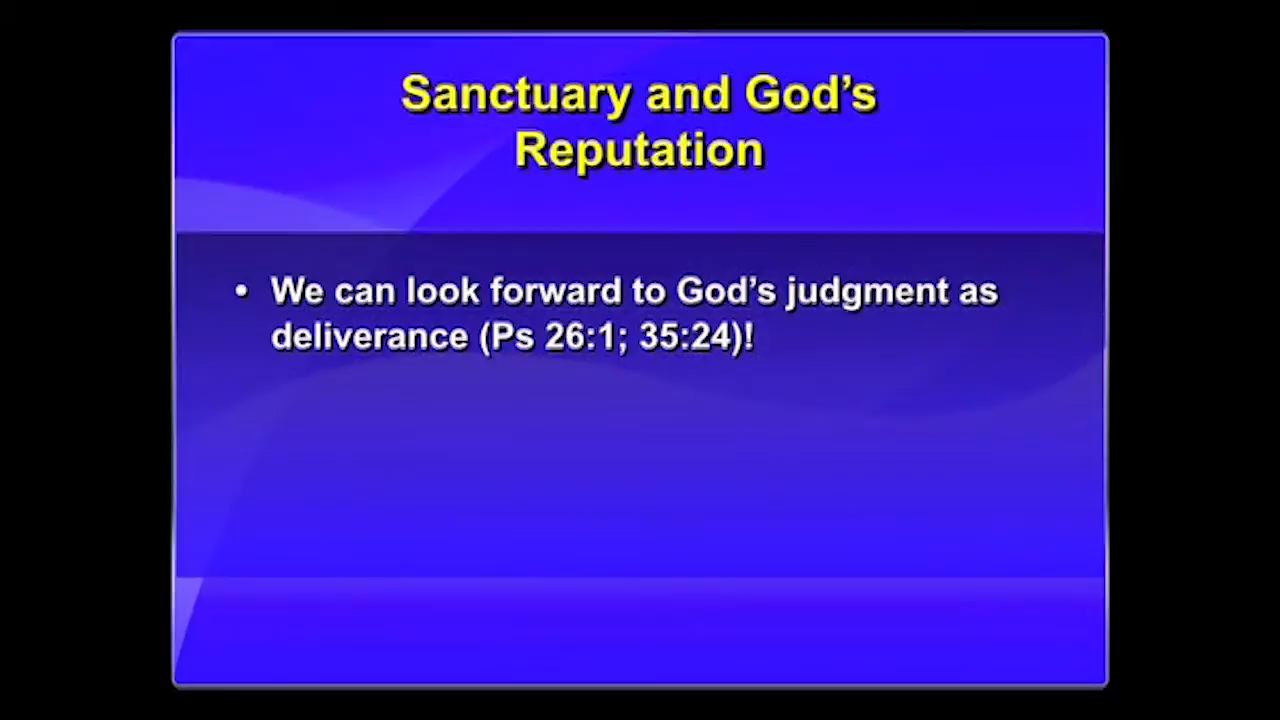 Sanctuary and God’s
Reputation
• We can look forward to God’s judgment as
deliverance (Ps 26:1; 35:24)!